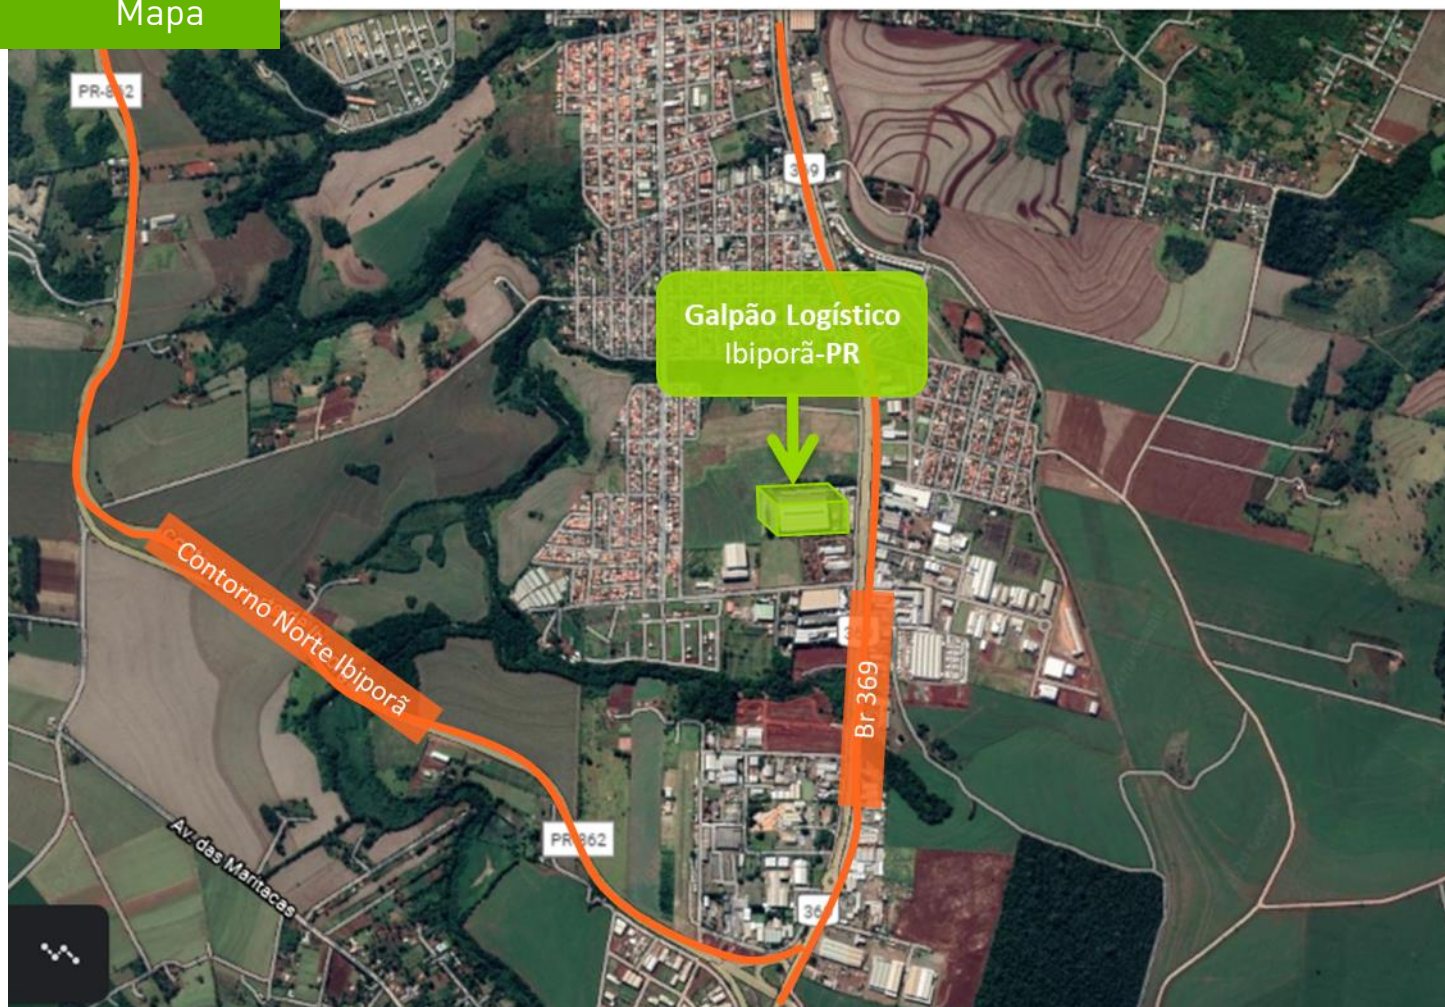 Mapa
PR-862
369
Galpão Logístico
Ibiporã-PR
Contorno Norte Ibiporã
Br 369
PR-862
Av. das Maritacas